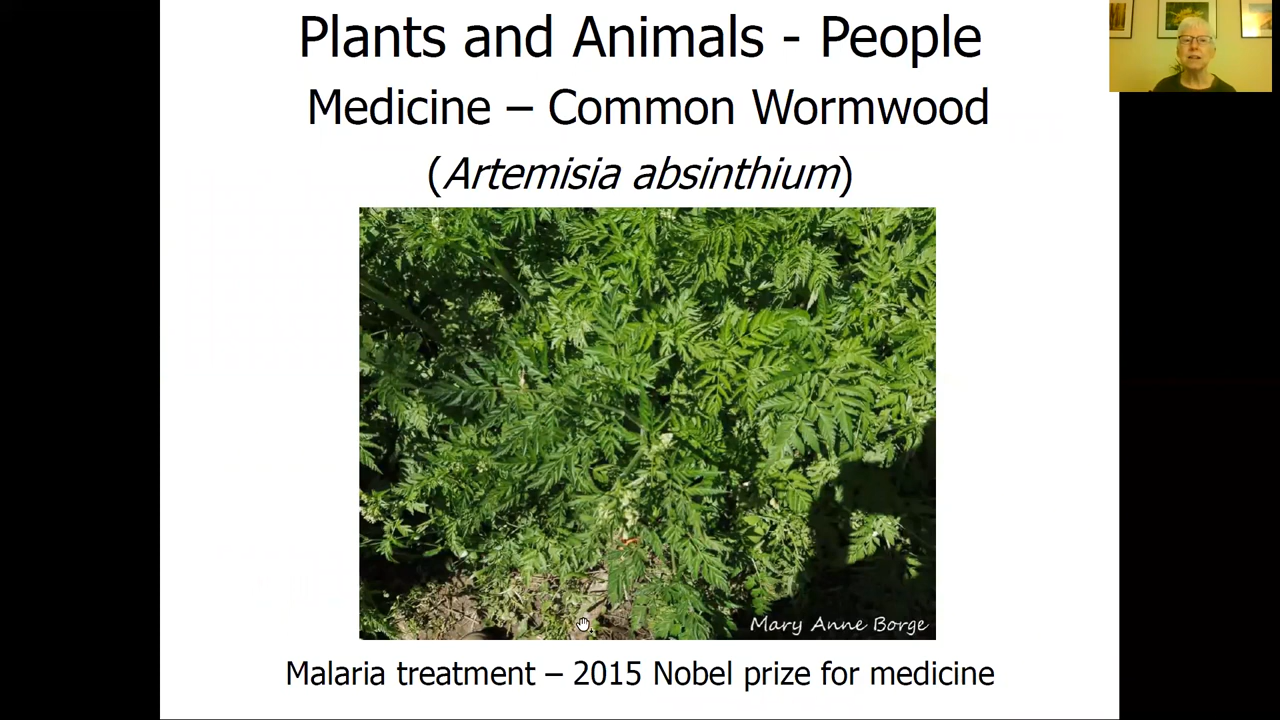 Plants and Animals - People
Medicine – Common Wormwood
(Artemisia absinthium)
Mary Anne Borge
Malaria treatment – 2015 Nobel prize for medicine